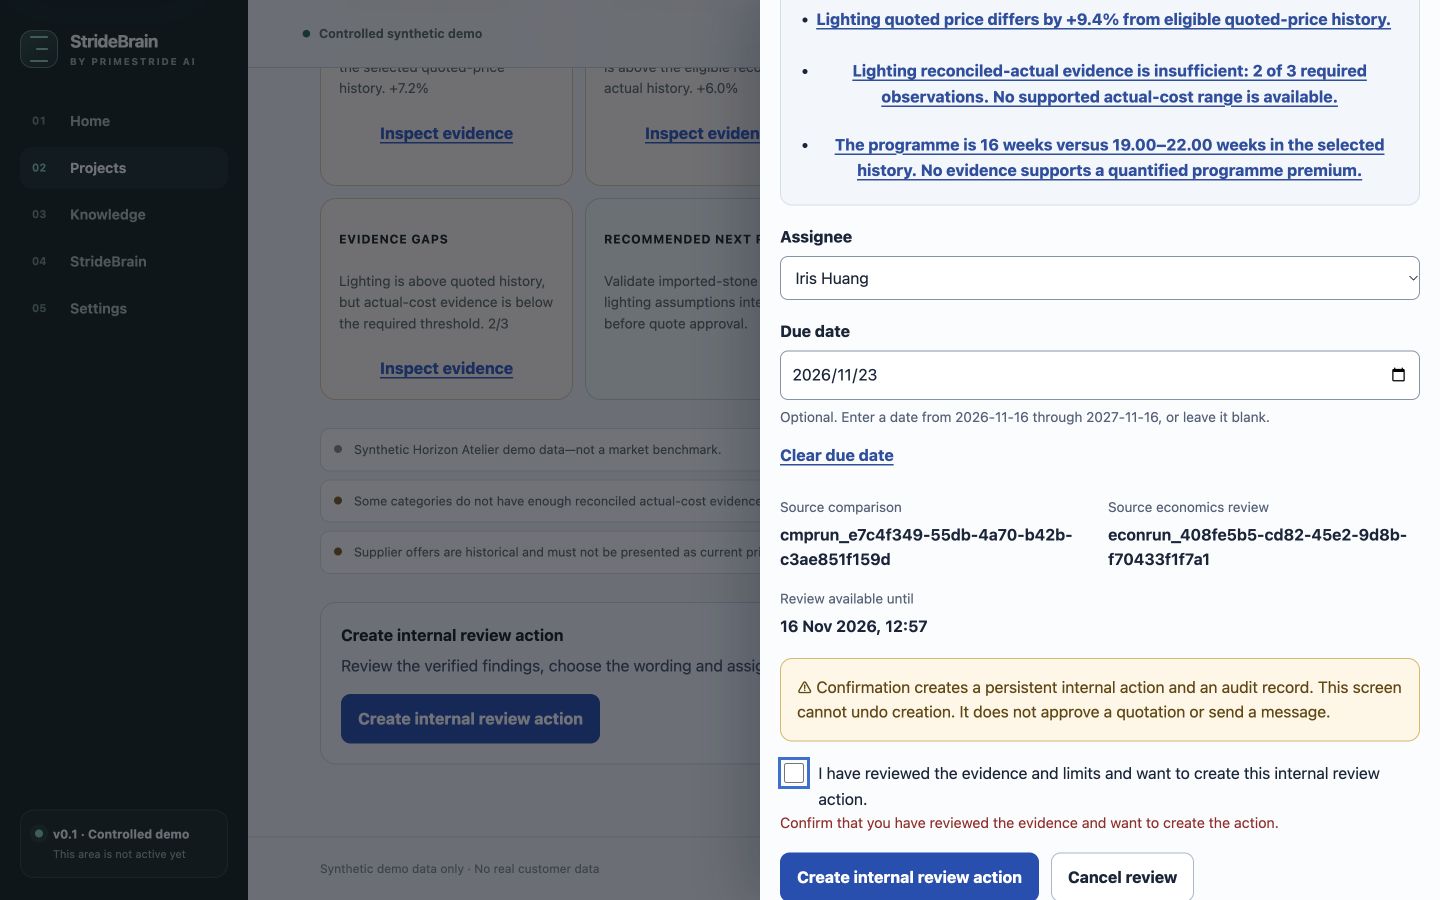 StrideBrain
BY PRIMESTRIDE AI
01 Home
02 Projects
03 Knowledge
04 StrideBrain
05 Settings
v0.1 · Controlled demo
This area is not active yet
Controlled synthetic demo
the selected quoted-price
history. +7.2%
Inspect evidence
is above the eligible
actual history. +6.0%
Inspect
EVIDENCE GAPS
Lighting is above quoted history,
but actual-cost evidence is below
the required threshold. 2/3
Inspect evidence
RECOMMENDED NEXT
Validate imported-stone
lighting assumptions
before quote approval.
Synthetic Horizon Atelier demo data—not a market benchmark.
Some categories do not have enough reconciled actual-cost evidence
Supplier offers are historical and must not be presented as current
Create internal review action
Review the verified findings, choose the wording and
Create internal review action
Synthetic demo data only · No real customer data
• Lighting quoted price differs by +9.4% from eligible quoted-price history.
• Lighting reconciled-actual evidence is insufficient: 2 of 3 required
observations. No supported actual-cost range is available.
• The programme is 16 weeks versus 19.00–22.00 weeks in the selected
history. No evidence supports a quantified programme premium.
Assignee
Iris Huang
Due date
2026/11/23
Optional. Enter a date from 2026-11-16 through 2027-11-16, or leave it blank.
Clear due date
Source comparison
cmprun_e7c4f349-55db-4a70-b42b-
c3ae851f159d
Source economics review
econrun_408fe5b5-cd82-45e2-9d8b-
f70433f1f7a1
Review available until
16 Nov 2026, 12:57
⚠ Confirmation creates a persistent internal action and an audit record. This screen
cannot undo creation. It does not approve a quotation or send a message.
I have reviewed the evidence and limits and want to create this internal review
action.
Confirm that you have reviewed the evidence and want to create the action.
Create internal review action
Cancel review